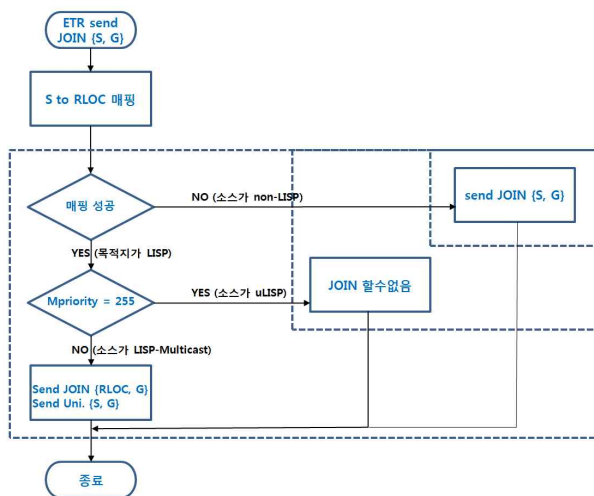 ETR send
JOIN {S, G}
S to RLOC 매핑
매핑 성공
NO (소스가 non-LISP)
send JOIN {S, G}
YES (목적지가 LISP)
Mpriority = 255
YES (소스가 uLISP)
JOIN 할수없음
NO (소스가 LISP-Multicast)
Send JOIN {RLOC, G}
Send Uni. {S, G}
종료